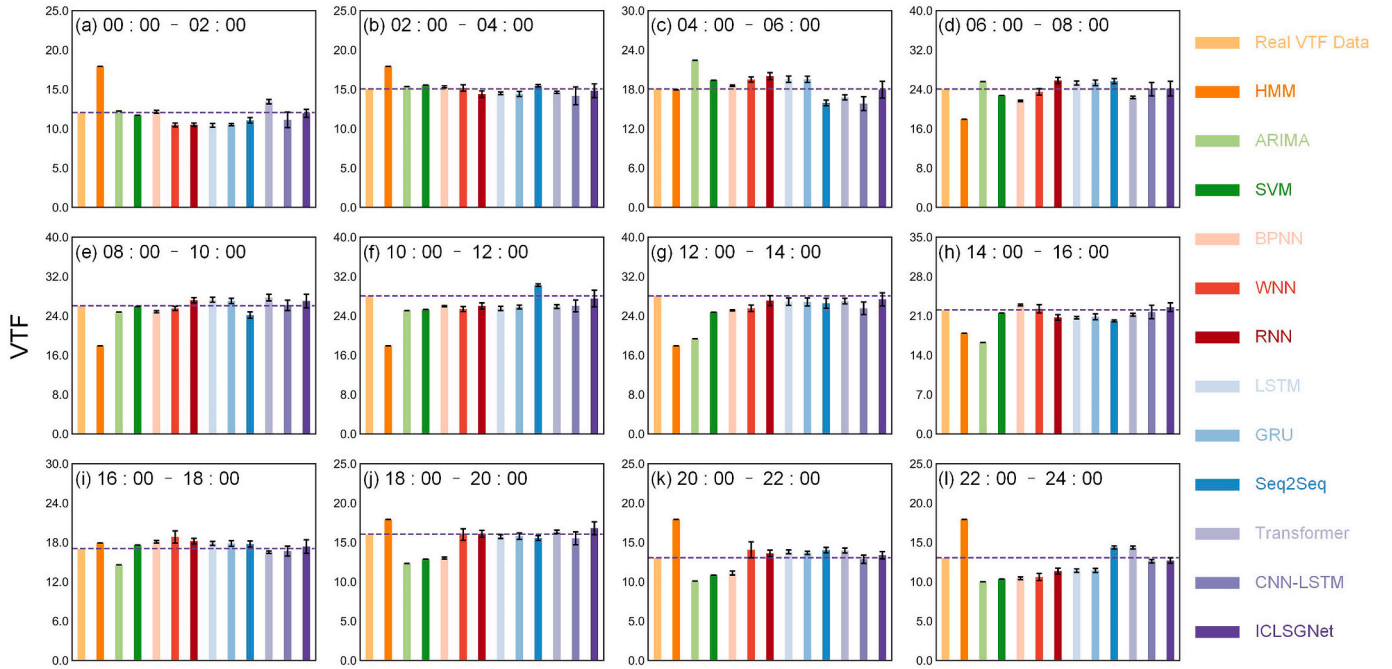 VTF
(a) 00 : 00 - 02 : 00
25.0
20.0
15.0
10.0
5.0
0.0
(b) 02 : 00 - 04 : 00
25.0
20.0
15.0
10.0
5.0
0.0
(c) 04 : 00 - 06 : 00
30.0
24.0
18.0
12.0
6.0
0.0
(d) 06 : 00 - 08 : 00
40.0
32.0
24.0
16.0
8.0
0.0
(e) 08 : 00 - 10 : 00
40.0
32.0
24.0
16.0
8.0
0.0
(f) 10 : 00 - 12 : 00
40.0
32.0
24.0
16.0
8.0
0.0
(g) 12 : 00 - 14 : 00
40.0
32.0
24.0
16.0
8.0
0.0
(h) 14 : 00 - 16 : 00
35.0
28.0
21.0
14.0
7.0
0.0
(i) 16 : 00 - 18 : 00
30.0
24.0
18.0
12.0
6.0
0.0
(j) 18 : 00 - 20 : 00
25.0
20.0
15.0
10.0
5.0
0.0
(k) 20 : 00 - 22 : 00
25.0
20.0
15.0
10.0
5.0
0.0
(l) 22 : 00 - 24 : 00
25.0
20.0
15.0
10.0
5.0
0.0
Real VTF Data
HMM
ARIMA
SVM
BPNN
WNN
RNN
LSTM
GRU
Seq2Seq
Transformer
CNN-LSTM
ICLSGNet